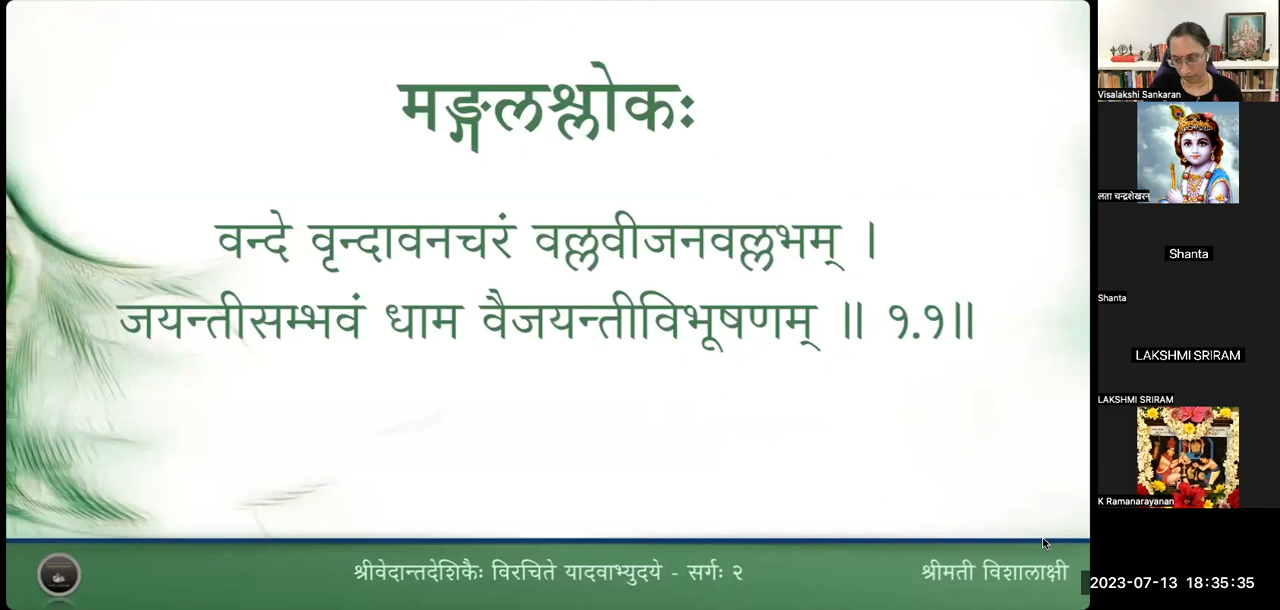 मङ्गलश्लोकः
वन्दे वृन्दावनचरं वल्लवीजनवल्लभम् ।
जयन्तीसम्भवं धाम वैजयन्तीविभूषणम् ॥ १.१॥
श्रीवेदान्तदेशिकैः विरचिते यादवाभ्युदये - सर्गः २
श्रीमती विशालाक्षी
Visalakshi Sankaran
लता चन्द्रशेखरन
Shanta
Shanta
LAKSHMI SRIRAM
LAKSHMI SRIRAM
K Ramanarayanan
2023-07-13 18:35:35